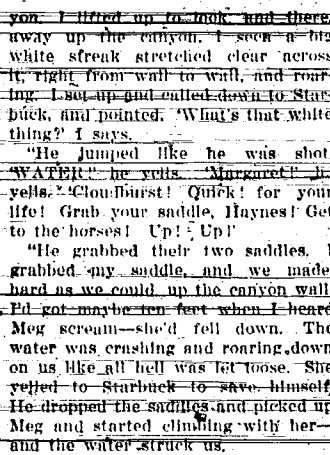 yon. I lifted up to look and there
away up the canyon. I seen a big
white streak stretched clear across
it, right from wall to wall, and roar-
ing. I set up and called down to Star-
buck, and pointed. 'What's that white
thing?' I says.
"He jumped like he was shot.
'WATER!' he yells. 'Margaret!' he
yells. 'Cloudburst! Quick! for your
life! Grab your saddle, Haynes! Get
to the horses! Up! Up!'
"He grabbed their two saddles. I
grabbed my saddle, and we made
hard as we could up the canyon wall.
I'd got maybe ten feet when I heard
Meg scream—she'd fell down. The
water was crashing and roaring down
on us like all hell was let loose. She
yelled to Starbuck to save himself.
He dropped the saddles and picked up
Meg and started climbing with her—
and the water struck us.